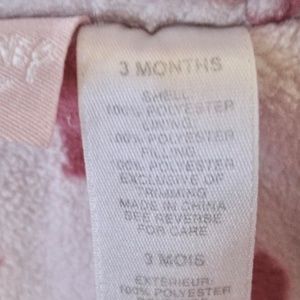 3 MONTHS
SHELL:
100% POLYESTER
LINING:
100% POLYESTER
FILLING:
100% POLYESTER
EXCLUSIVE OF
TRIMMING
MADE IN CHINA
SEE REVERSE
FOR CARE
3 MOIS
EXTERIEUR:
100% POLYESTER